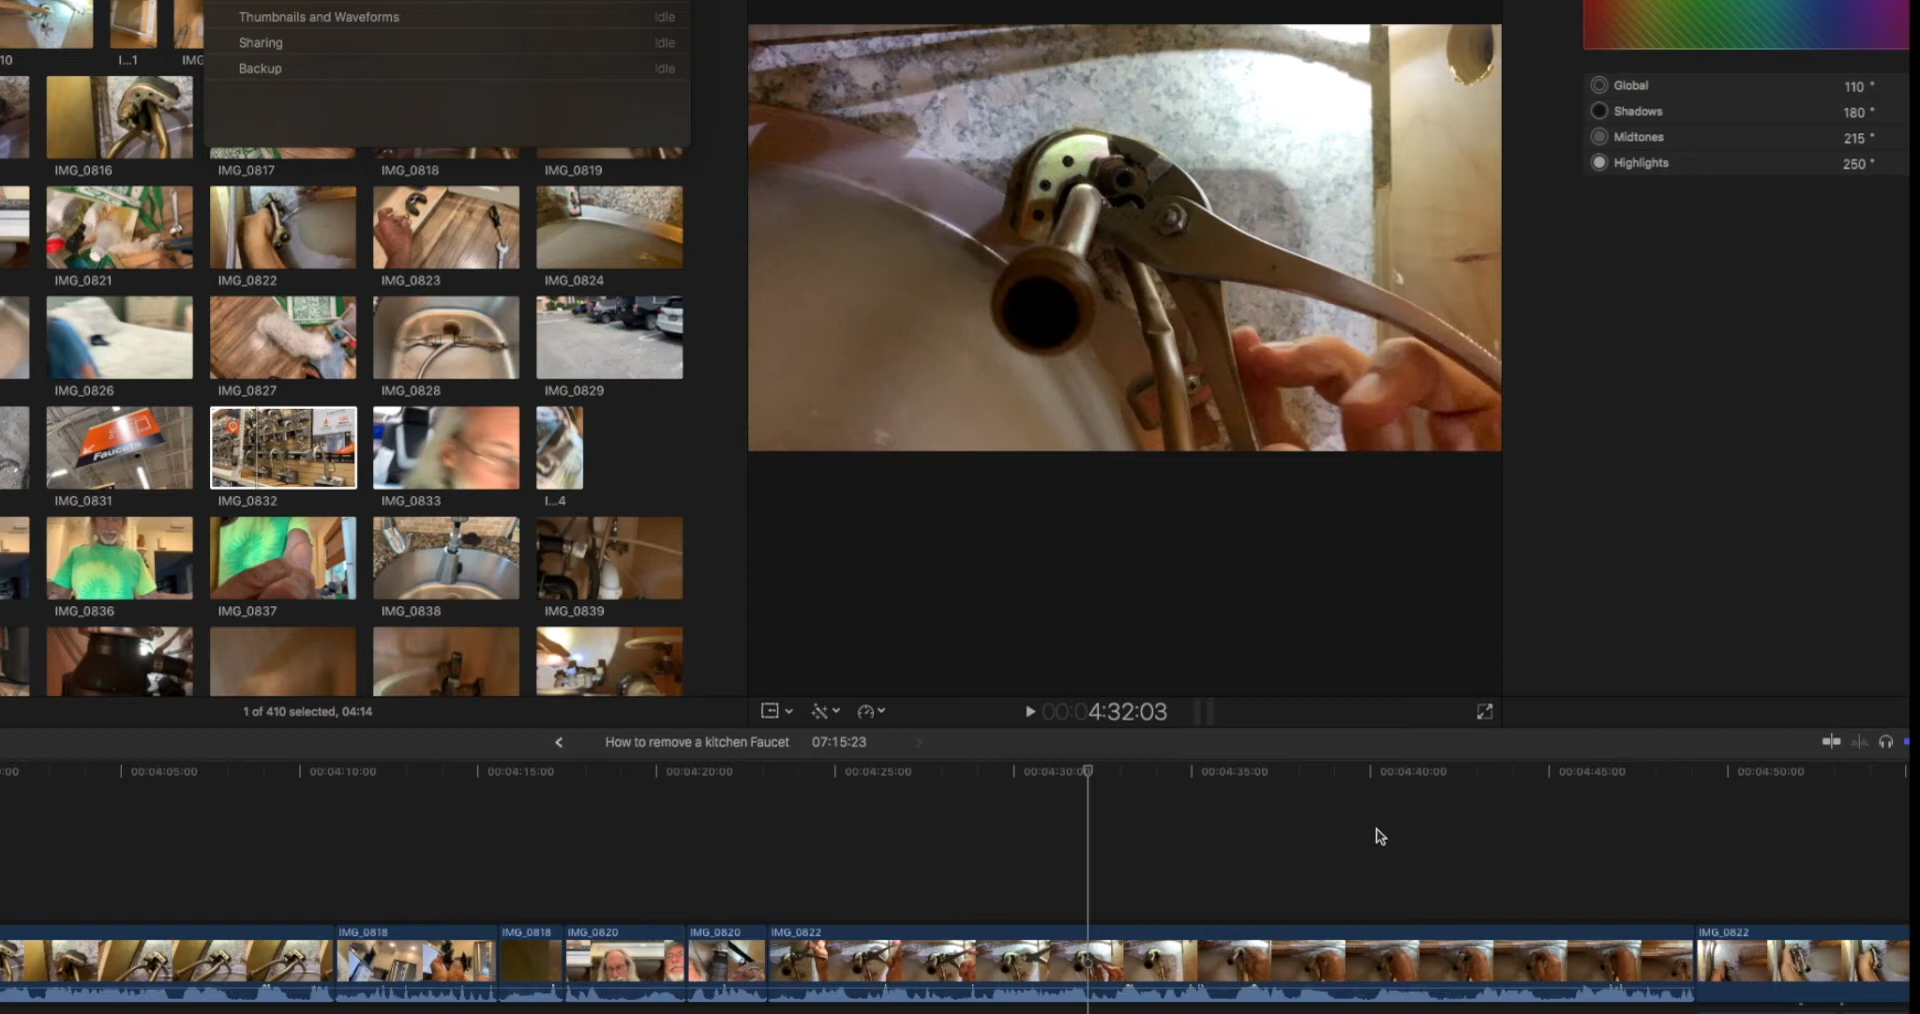 Thumbnails and Waveforms Idle
Sharing Idle
Backup Idle
10 I...1 IMG
IMG_0816 IMG_0817 IMG_0818 IMG_0819
IMG_0821 IMG_0822 IMG_0823 IMG_0824
IMG_0826 IMG_0827 IMG_0828 IMG_0829
Faucets
IMG_0831 IMG_0832 IMG_0833 I...4
IMG_0836 IMG_0837 IMG_0838 IMG_0839
1 of 410 selected, 04:14
Global 110 °
Shadows 180 °
Midtones 215 °
Highlights 250 °
00:04:32:03
How to remove a kitchen Faucet 07:15:23
:00 00:04:05:00 00:04:10:00 00:04:15:00 00:04:20:00 00:04:25:00 00:04:30:00 00:04:35:00 00:04:40:00 00:04:45:00 00:04:50:00
IMG_0818 IMG_0818 IMG_0820 IMG_0820 IMG_0822 IMG_0822